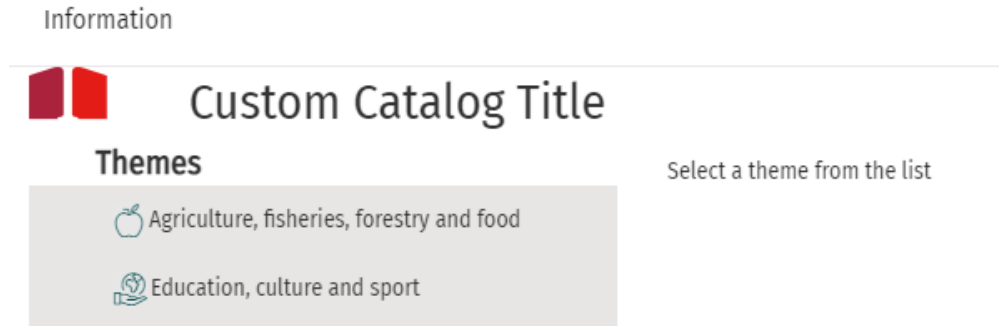 Information
Custom Catalog Title
Themes
Select a theme from the list
Agriculture, fisheries, forestry and food
Education, culture and sport